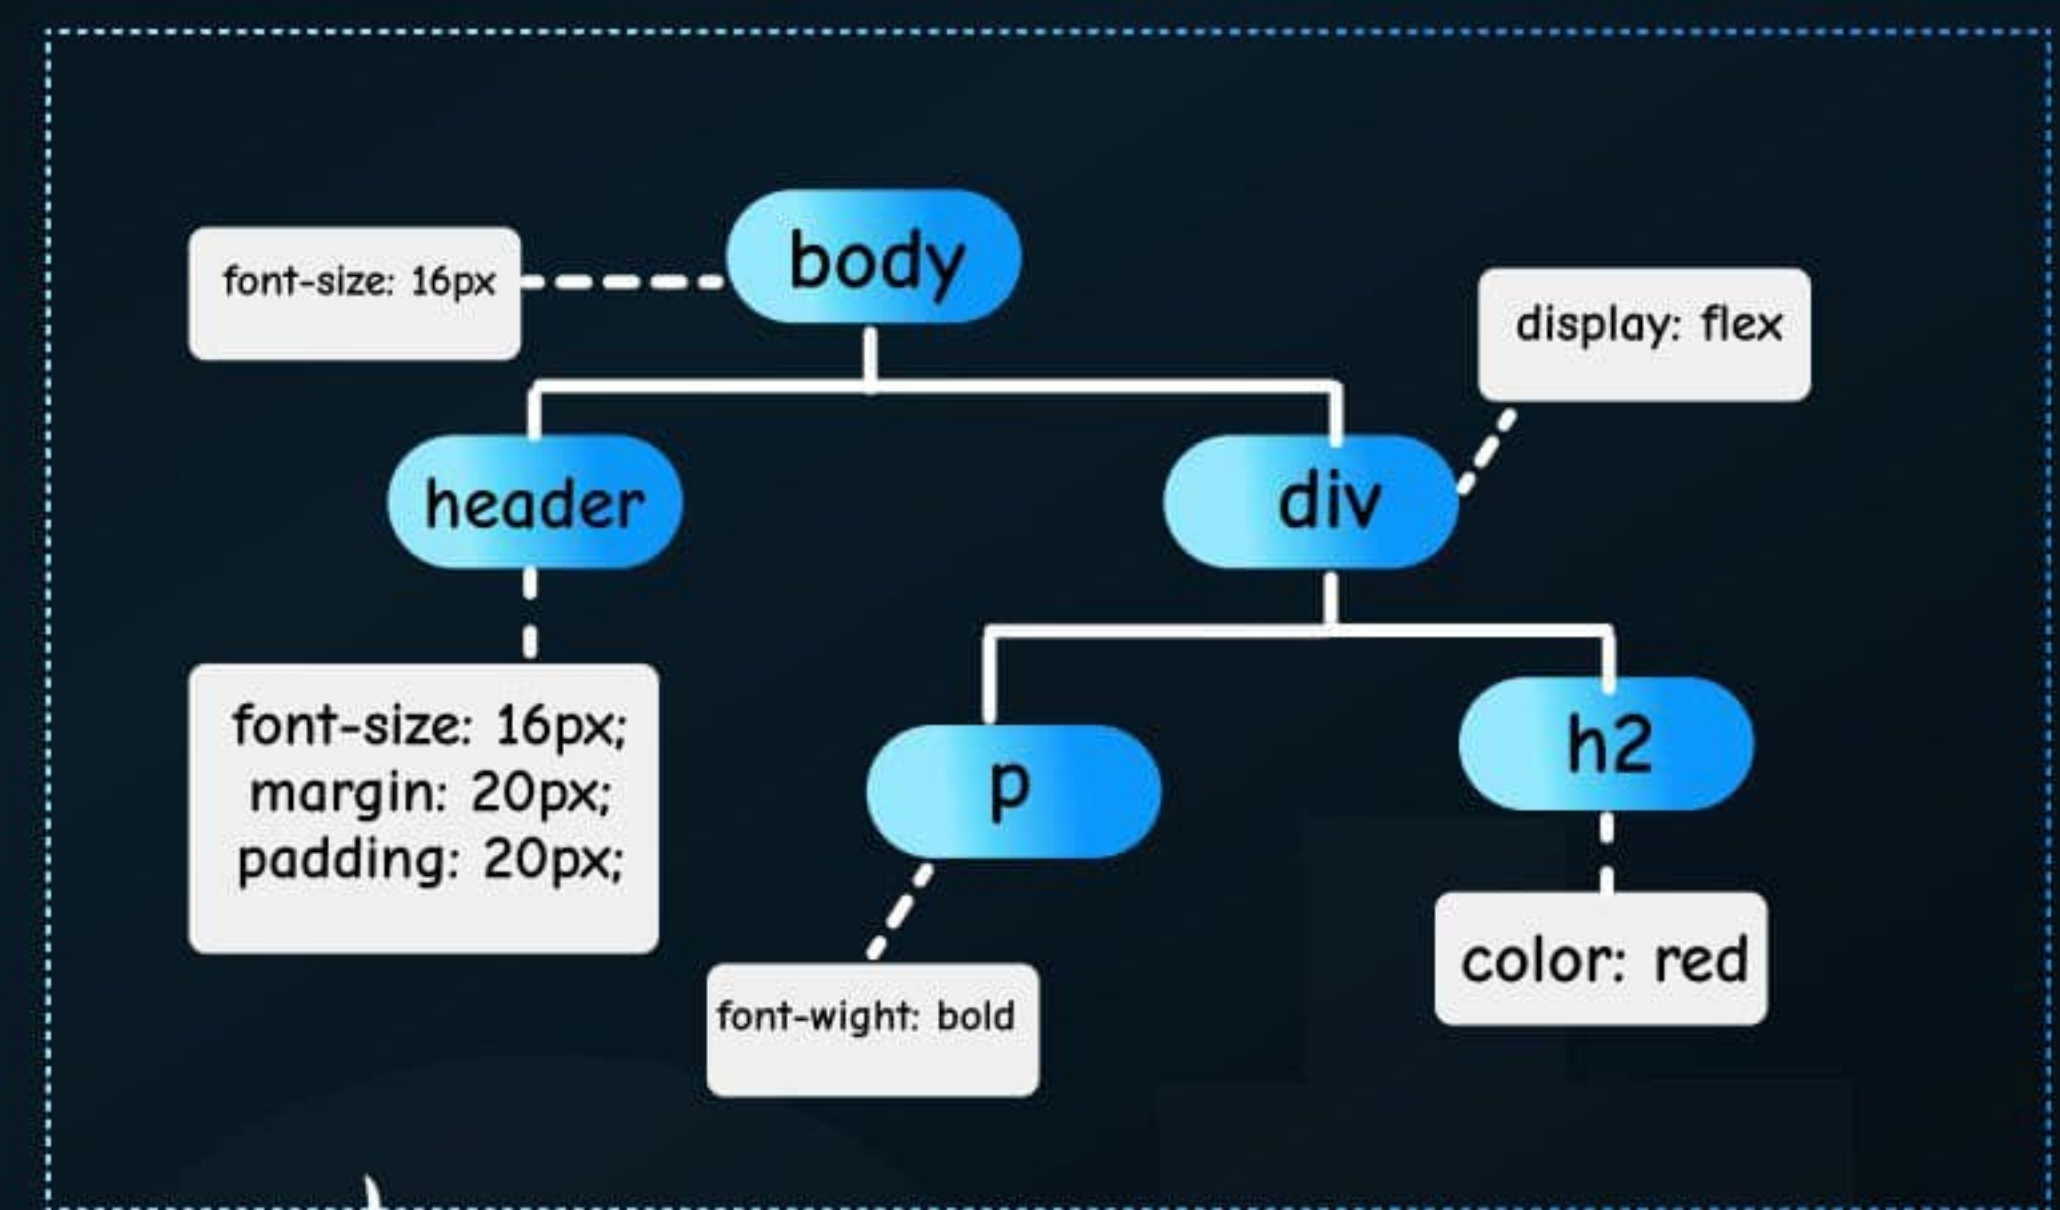 body
font-size: 16px
display: flex
header
div
font-size: 16px;
margin: 20px;
padding: 20px;
p
h2
font-wight: bold
color: red